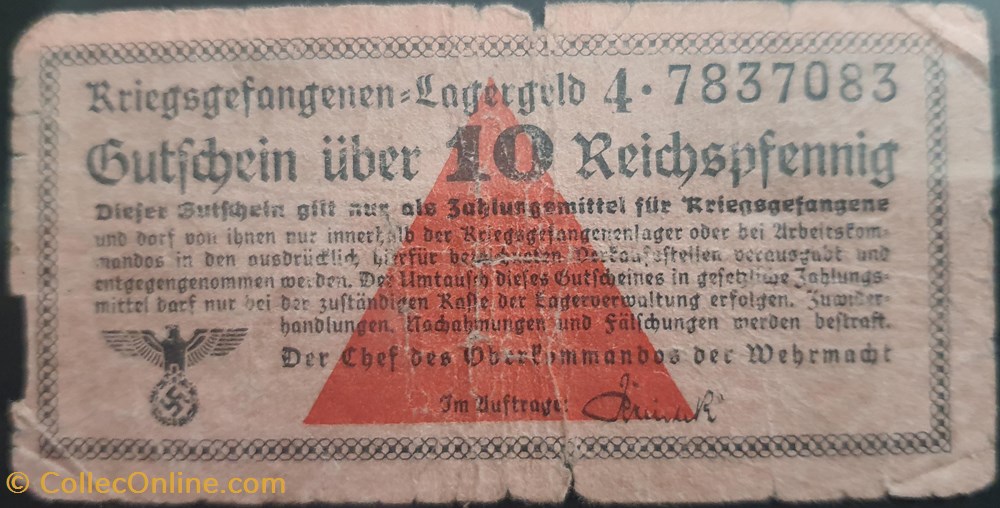 Kriegsgefangenen=Lagergeld 4·7837083
Gutschein über 10 Reichspfennig
Dieser Gutschein gilt nur als Zahlungsmittel für Kriegsgefangene
und darf von ihnen nur innerhalb der Kriegsgefangenenlager oder bei Arbeitskom-
mandos in den ausdrücklich hierfür bezeichneten Verkaufsstellen verausgabt und
entgegengenommen werden. Der Umtausch dieses Gutscheines in gesetzliche Zahlungs-
mittel darf nur bei der zuständigen Kasse der Lagerverwaltung erfolgen. Zuwider-
handlungen, Nachahmungen und Fälschungen werden bestraft.
Der Chef des Oberkommandos der Wehrmacht
Im Auftrage:
© CollecOnline.com